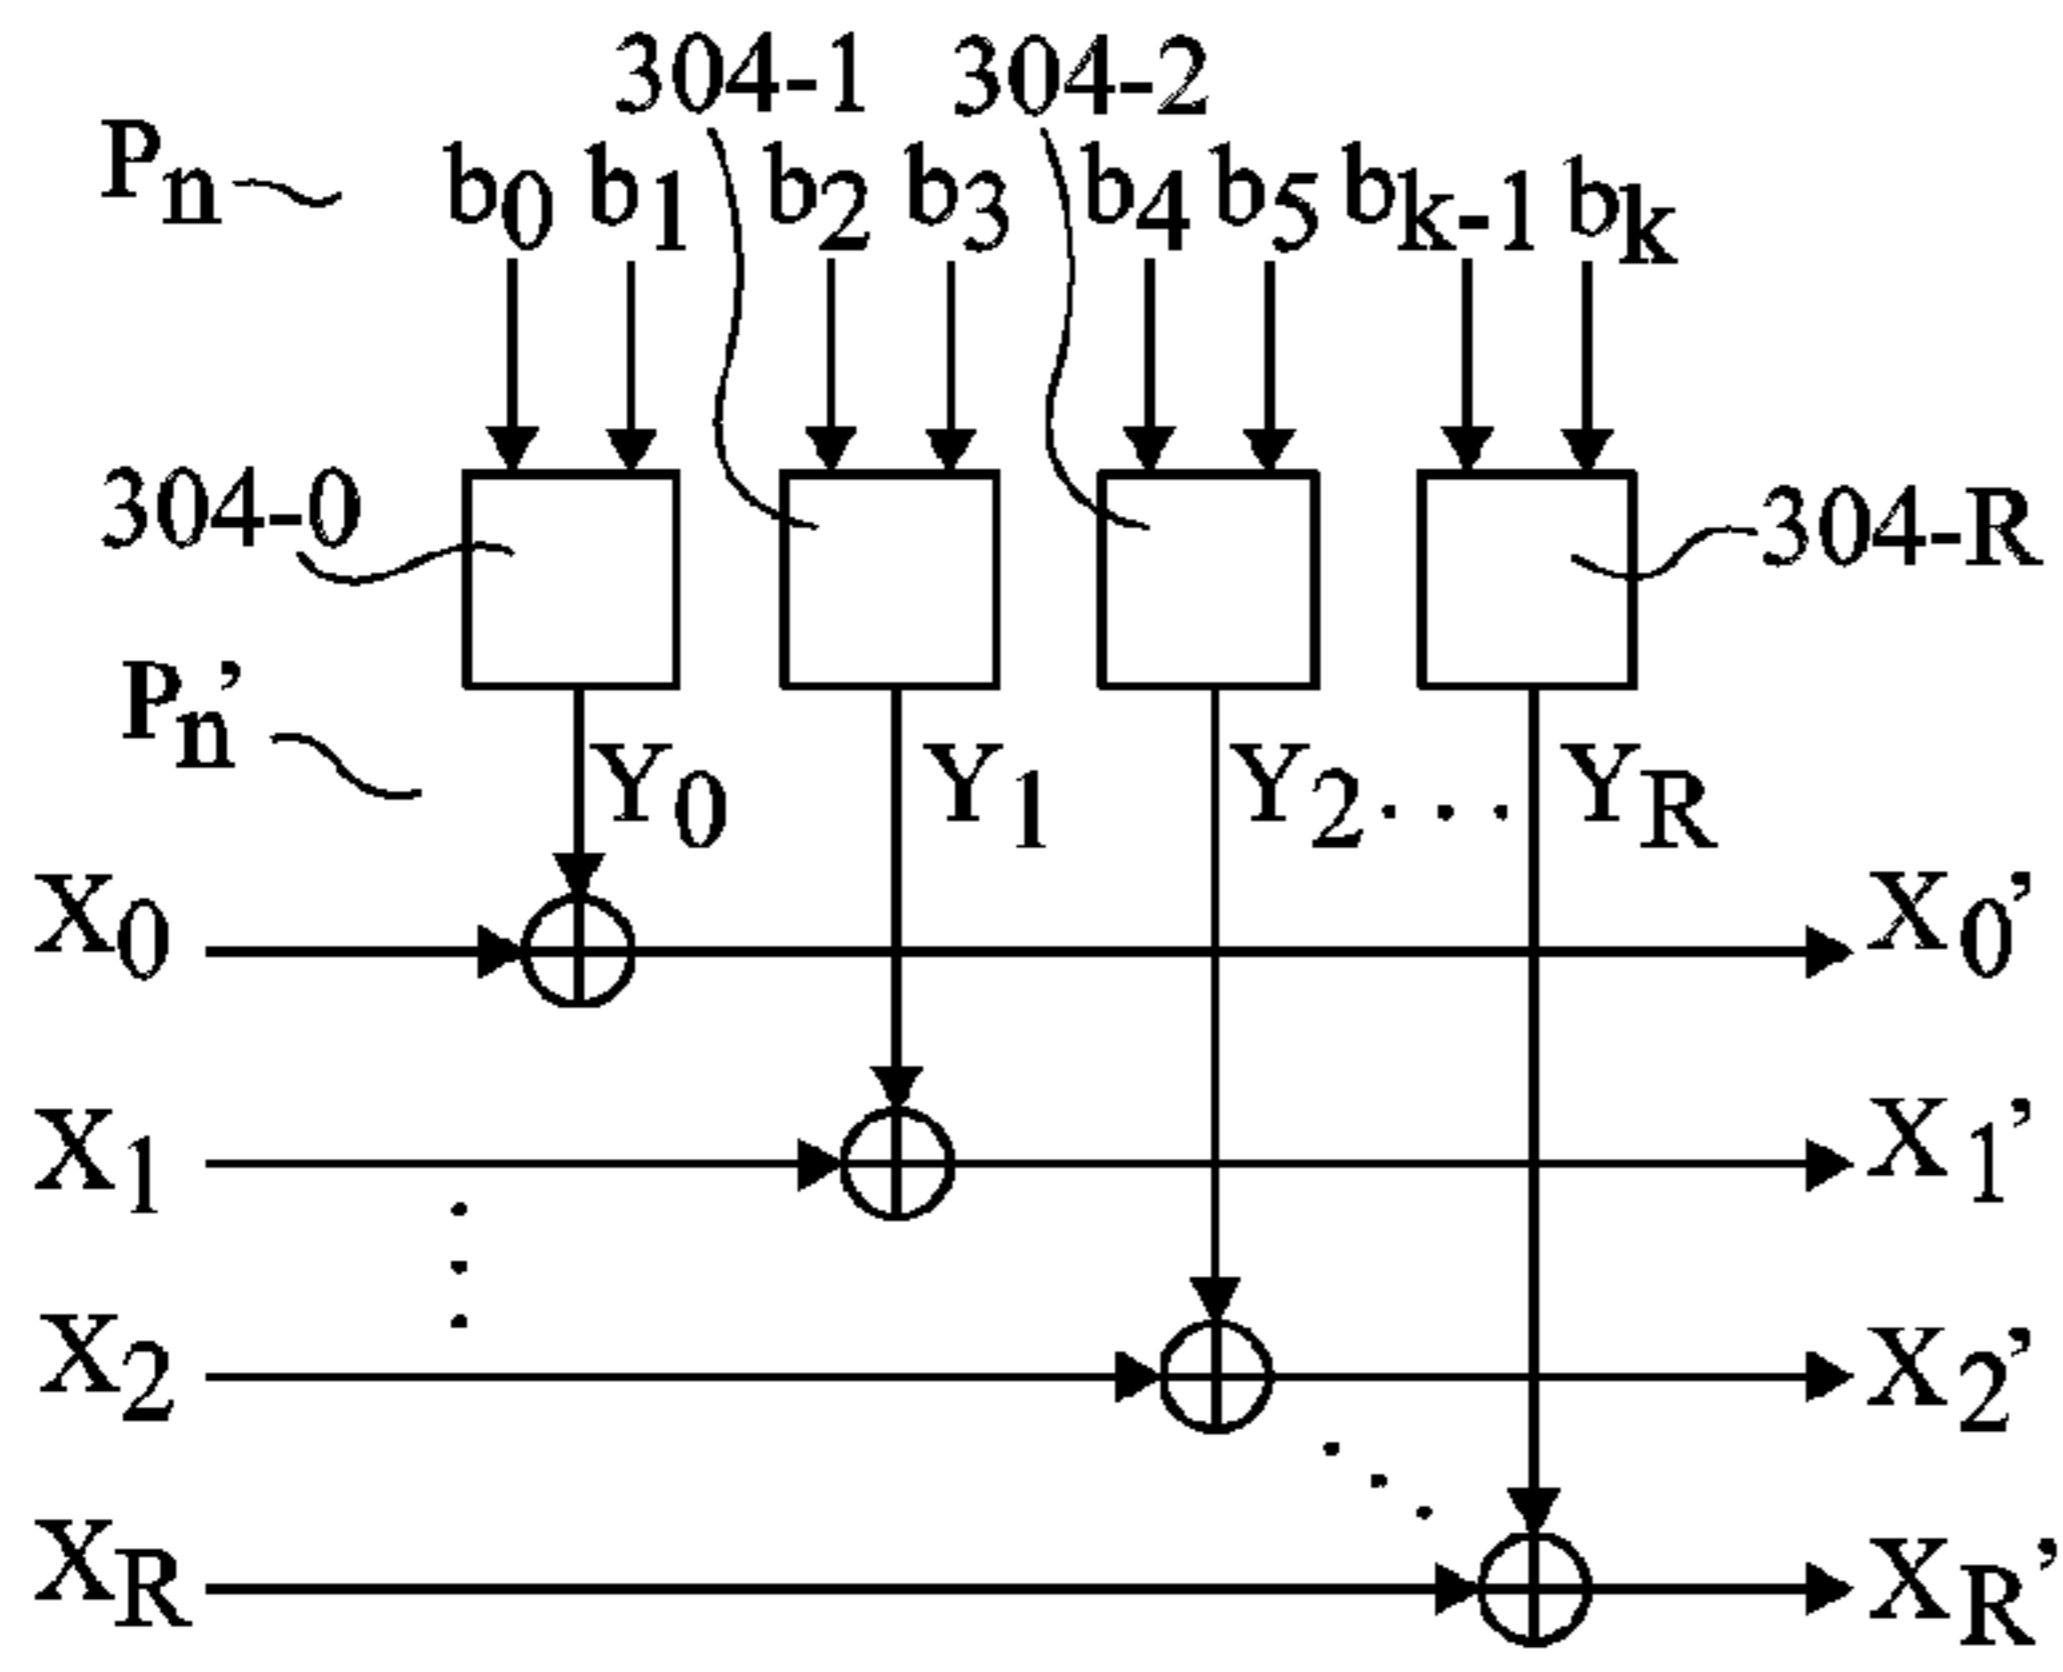 304-1 304-2
Pn b0 b1 b2 b3 b4 b5 bk-1 bk
304-0 304-R
Pn’
Y0 Y1 Y2 . . . YR
X0 X0’
X1 X1’
X2 X2’
XR XR’